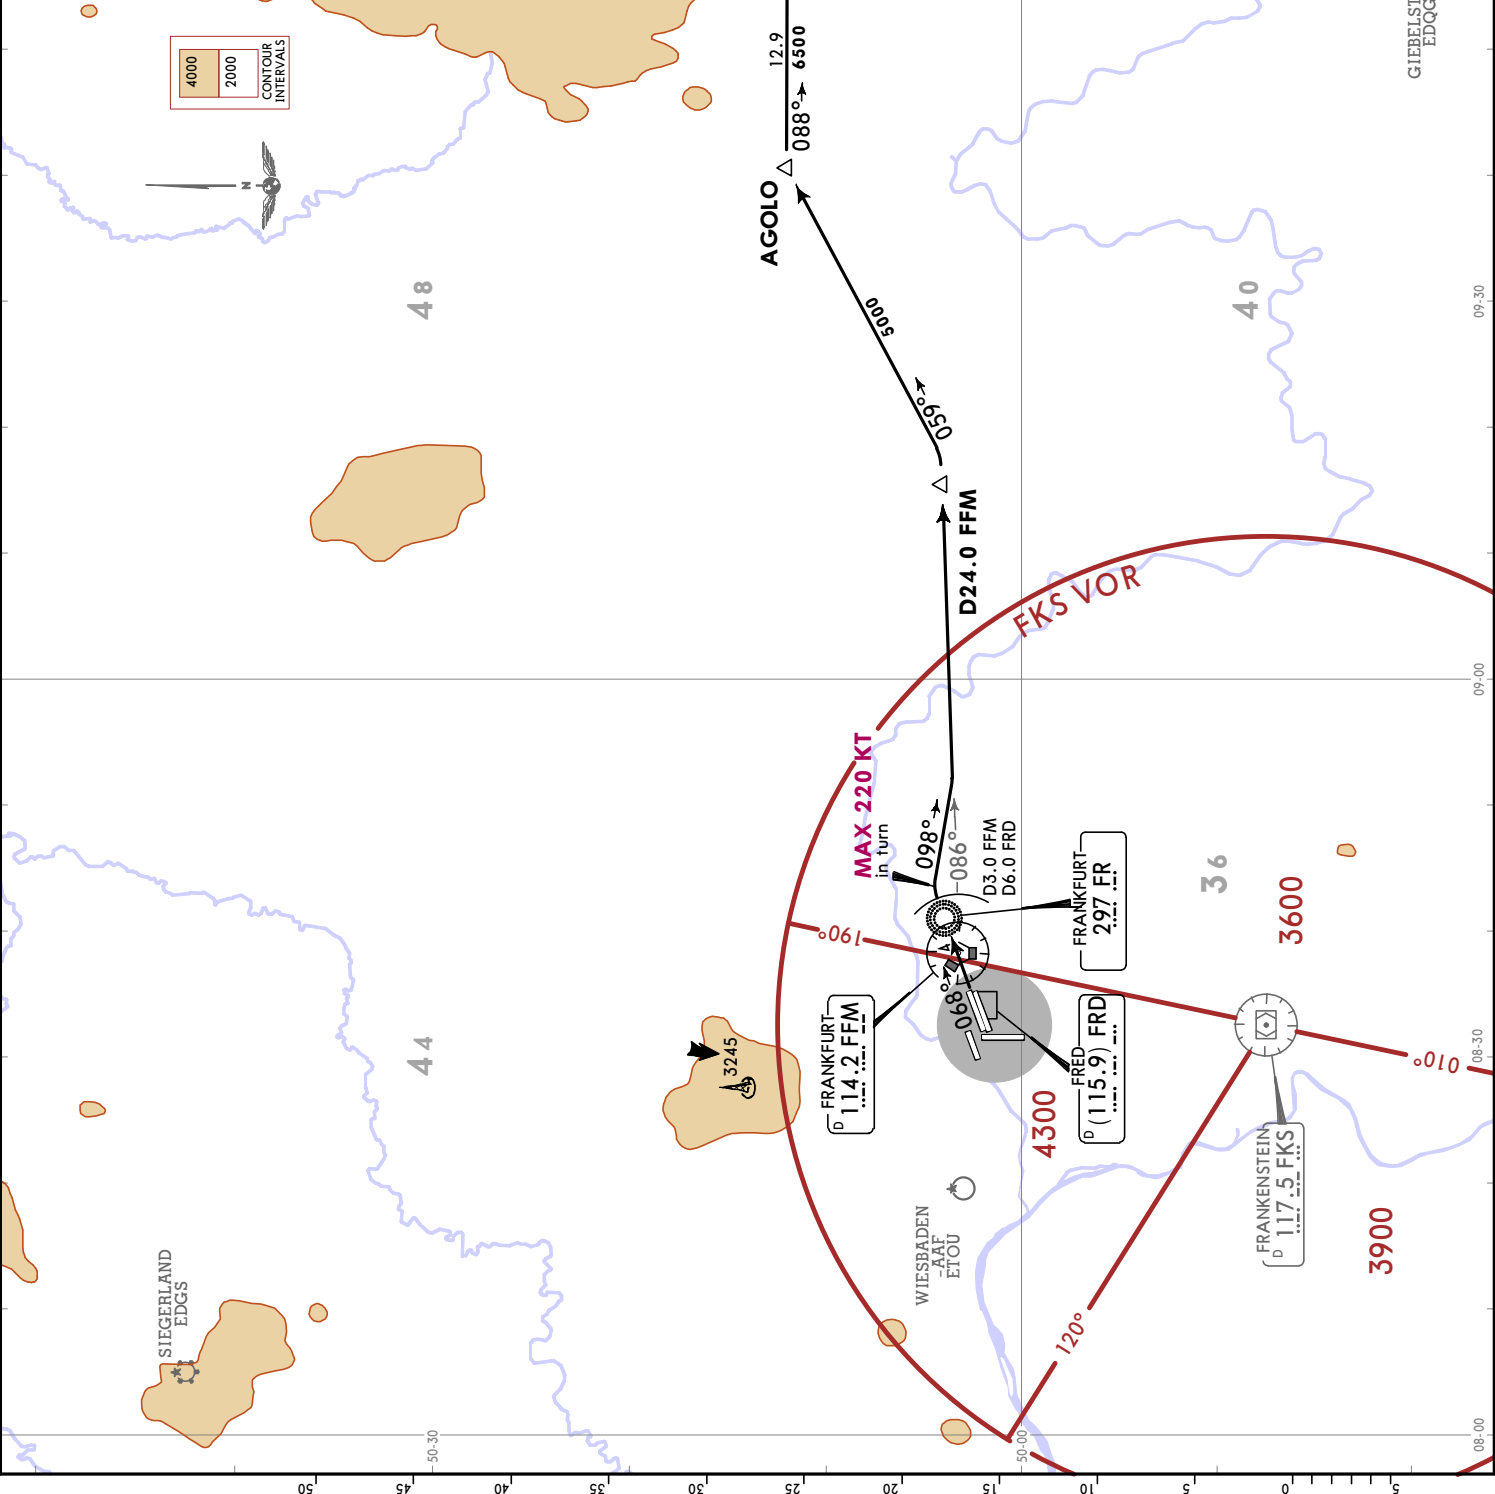 4000
2000
CONTOUR
INTERVALS
N
12.9
088° 6500
AGOLO
GIEBELST
EDQG
48
40
09-30
5000
059°
D24.0 FFM
FKS VOR
09-00
MAX 220 KT
in turn
098°
086°
D3.0 FFM
D6.0 FRD
FRANKFURT
297 FR
36
3600
190°
068°
FRANKFURT
D 114.2 FFM
FRED
D (115.9) FRD
3245
44
4300
010°
08-30
FRANKENSTEIN
D 117.5 FKS
3900
WIESBADEN
-AAF
ETOU
SIEGERLAND
EDGS
120°
50-30
50-00
08-00
50
45
40
35
30
25
20
15
10
5
0
5